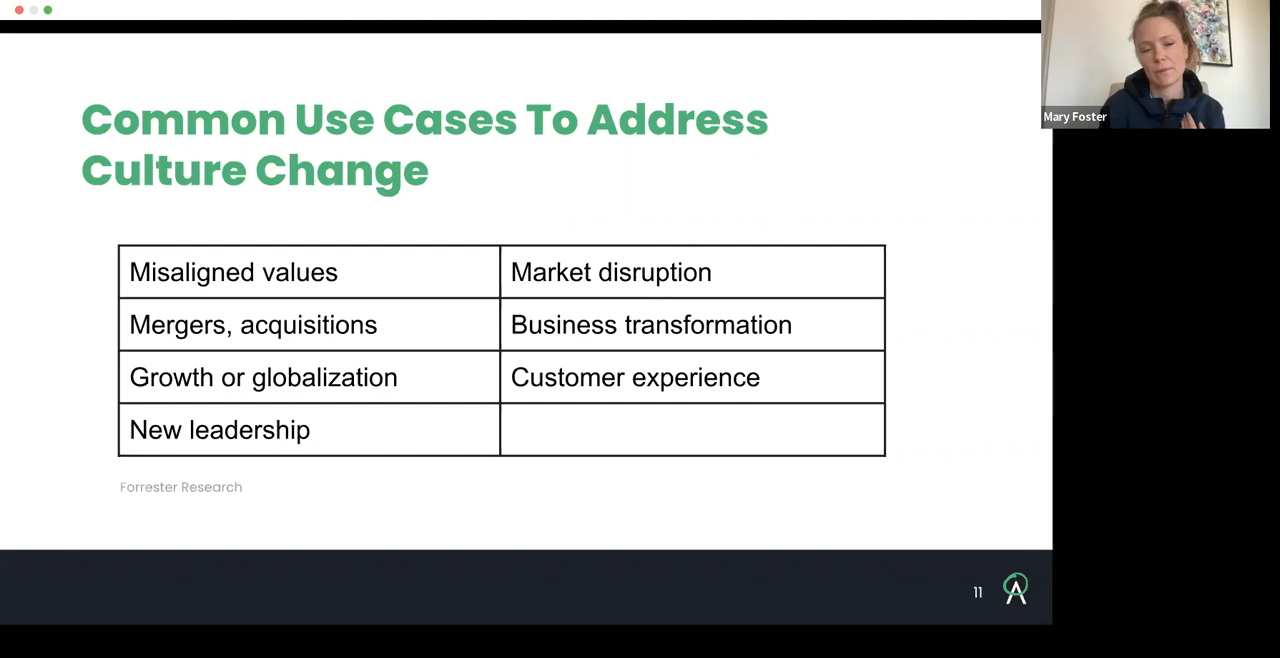 Common Use Cases To Address
Culture Change
Misaligned values
Market disruption
Mergers, acquisitions
Business transformation
Growth or globalization
Customer experience
New leadership
Forrester Research
11
Mary Foster